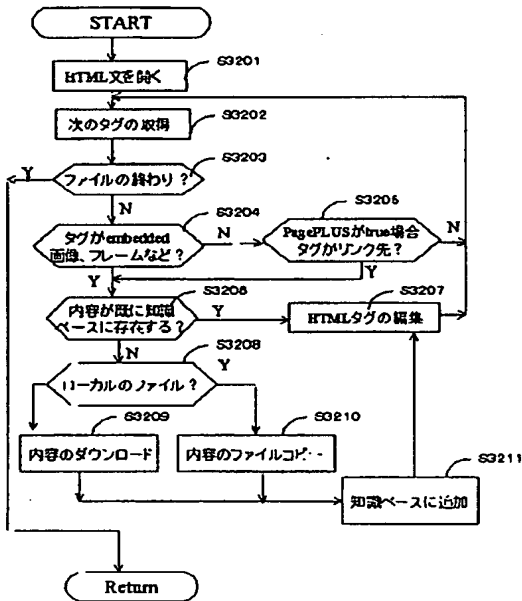 START
S3201
HTML文を開く
S3202
次のタグの取得
S3203
Y
ファイルの終わり？
N
S3204
タグがembedded
画像、フレームなど？
N
S3205
PagePLUSがtrue場合
タグがリンク先？
N
Y
Y
S3206
内容が既に知識
ベースに存在する？
Y
S3207
HTMLタグの編集
N
S3208
ローカルのファイル？
Y
S3209
内容のダウンロード
S3210
内容のファイルコピー
S3211
知識ベースに追加
Return